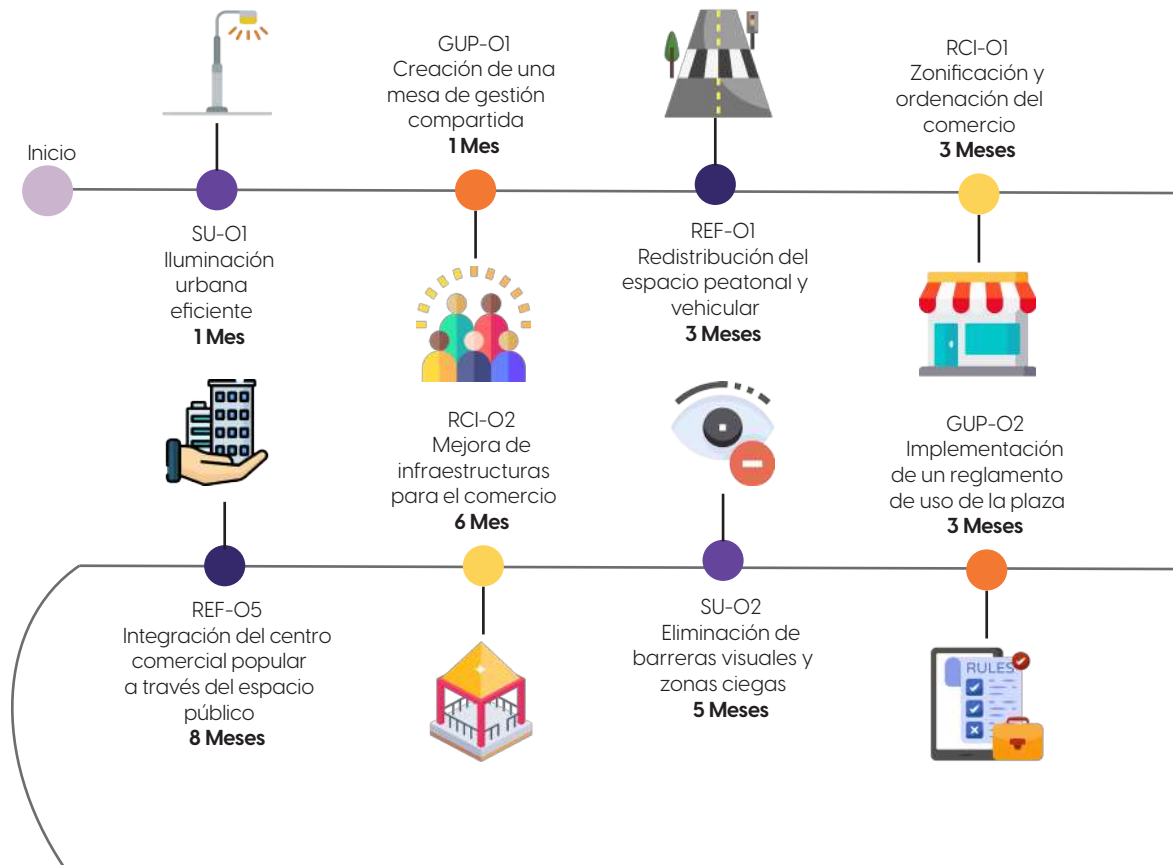 Inicio
SU-O1
Iluminación
urbana
eficiente
1 Mes
GUP-O1
Creación de una
mesa de gestión
compartida
1 Mes
REF-O1
Redistribución del
espacio peatonal y
vehicular
3 Meses
RCI-O1
Zonificación y
ordenación del
comercio
3 Meses
REF-O5
Integración del centro
comercial popular
a través del espacio
público
8 Meses
RCI-O2
Mejora de
infraestructuras
para el comercio
6 Mes
SU-O2
Eliminación de
barreras visuales y
zonas ciegas
5 Meses
GUP-O2
Implementación
de un reglamento
de uso de la plaza
3 Meses
RULES